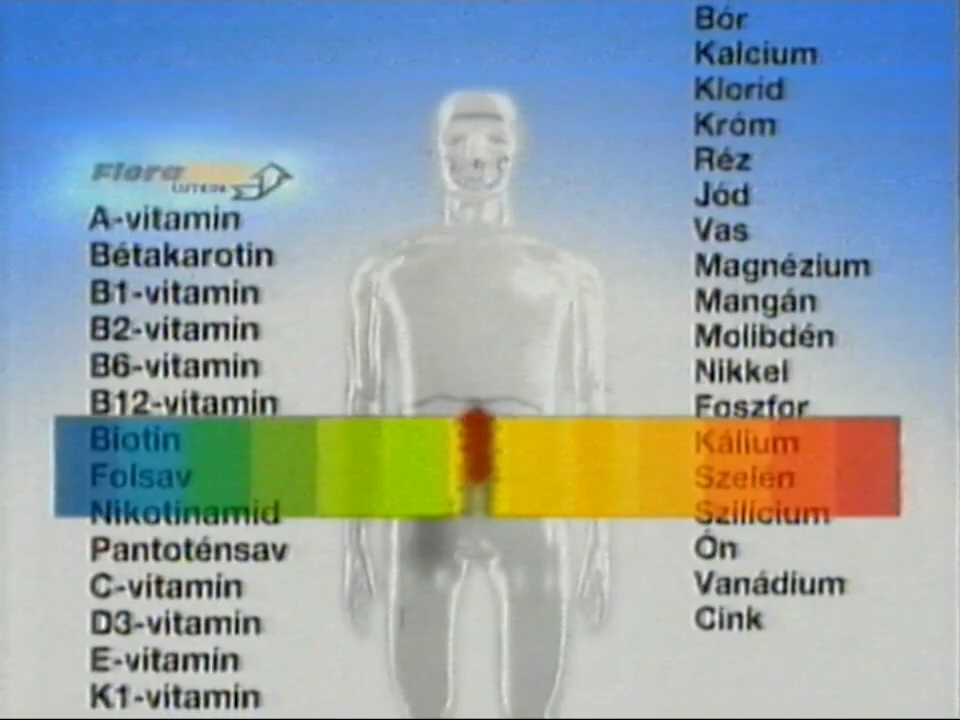 Flora
LUTEIN
A-vitamin
Bétakarotin
B1-vitamin
B2-vitamin
B6-vitamin
B12-vitamin
Biotin
Folsav
Nikotinamid
Pantoténsav
C-vitamin
D3-vitamin
E-vitamin
K1-vitamin
Bór
Kalcium
Klorid
Króm
Réz
Jód
Vas
Magnézium
Mangán
Molibdén
Nikkel
Foszfor
Kálium
Szelén
Szilícium
Ón
Vanádium
Cink